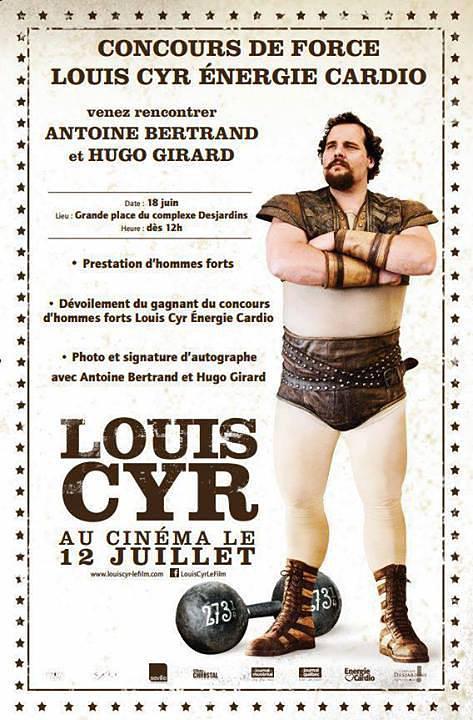 CONCOURS DE FORCE
LOUIS CYR ÉNERGIE CARDIO
venez rencontrer
ANTOINE BERTRAND
et HUGO GIRARD
Date : 18 juin
Lieu : Grande place du complexe Desjardins
Heure : dès 12h
• Prestation d'hommes forts
• Dévoilement du gagnant du concours
d'hommes forts Louis Cyr Énergie Cardio
• Photo et signature d'autographe
avec Antoine Bertrand et Hugo Girard
LOUIS
CYR
AU CINÉMA LE
12 JUILLET
www.louiscyr-lefilm.com LouisCyrLeFilm
273
273
seville
CHRYSTAL
Énergie
Cardio
DESJARDINS